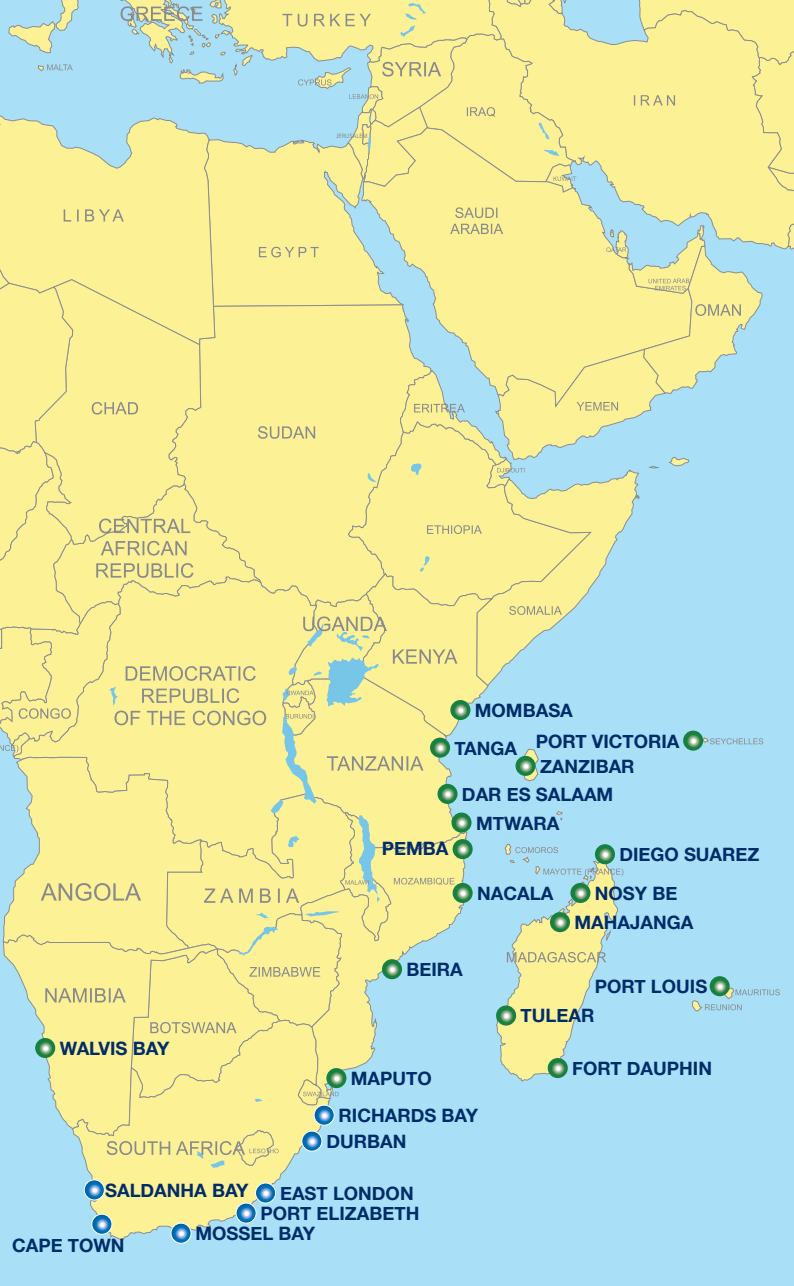 GREECE
TURKEY
MALTA
CYPRUS
SYRIA
LEBANON
IRAQ
IRAN
JERUSALEM
KUWAIT
LIBYA
EGYPT
SAUDI
ARABIA
QATAR
UNITED ARAB
EMIRATES
OMAN
CHAD
SUDAN
ERITREA
YEMEN
DJIBOUTI
CENTRAL
AFRICAN
REPUBLIC
ETHIOPIA
SOMALIA
UGANDA
KENYA
DEMOCRATIC
REPUBLIC
OF THE CONGO
RWANDA
BURUNDI
CONGO
NCE)
MOMBASA
TANGA
PORT VICTORIA
SEYCHELLES
TANZANIA
ZANZIBAR
DAR ES SALAAM
MTWARA
PEMBA
COMOROS
DIEGO SUAREZ
MAYOTTE (FRANCE)
ANGOLA
ZAMBIA
MALAWI
MOZAMBIQUE
NACALA
NOSY BE
MAHAJANGA
MADAGASCAR
ZIMBABWE
BEIRA
NAMIBIA
PORT LOUIS
MAURITIUS
REUNION
BOTSWANA
TULEAR
WALVIS BAY
FORT DAUPHIN
MAPUTO
SWAZILAND
RICHARDS BAY
SOUTH AFRICA
LESOTHO
DURBAN
SALDANHA BAY
EAST LONDON
PORT ELIZABETH
MOSSEL BAY
CAPE TOWN